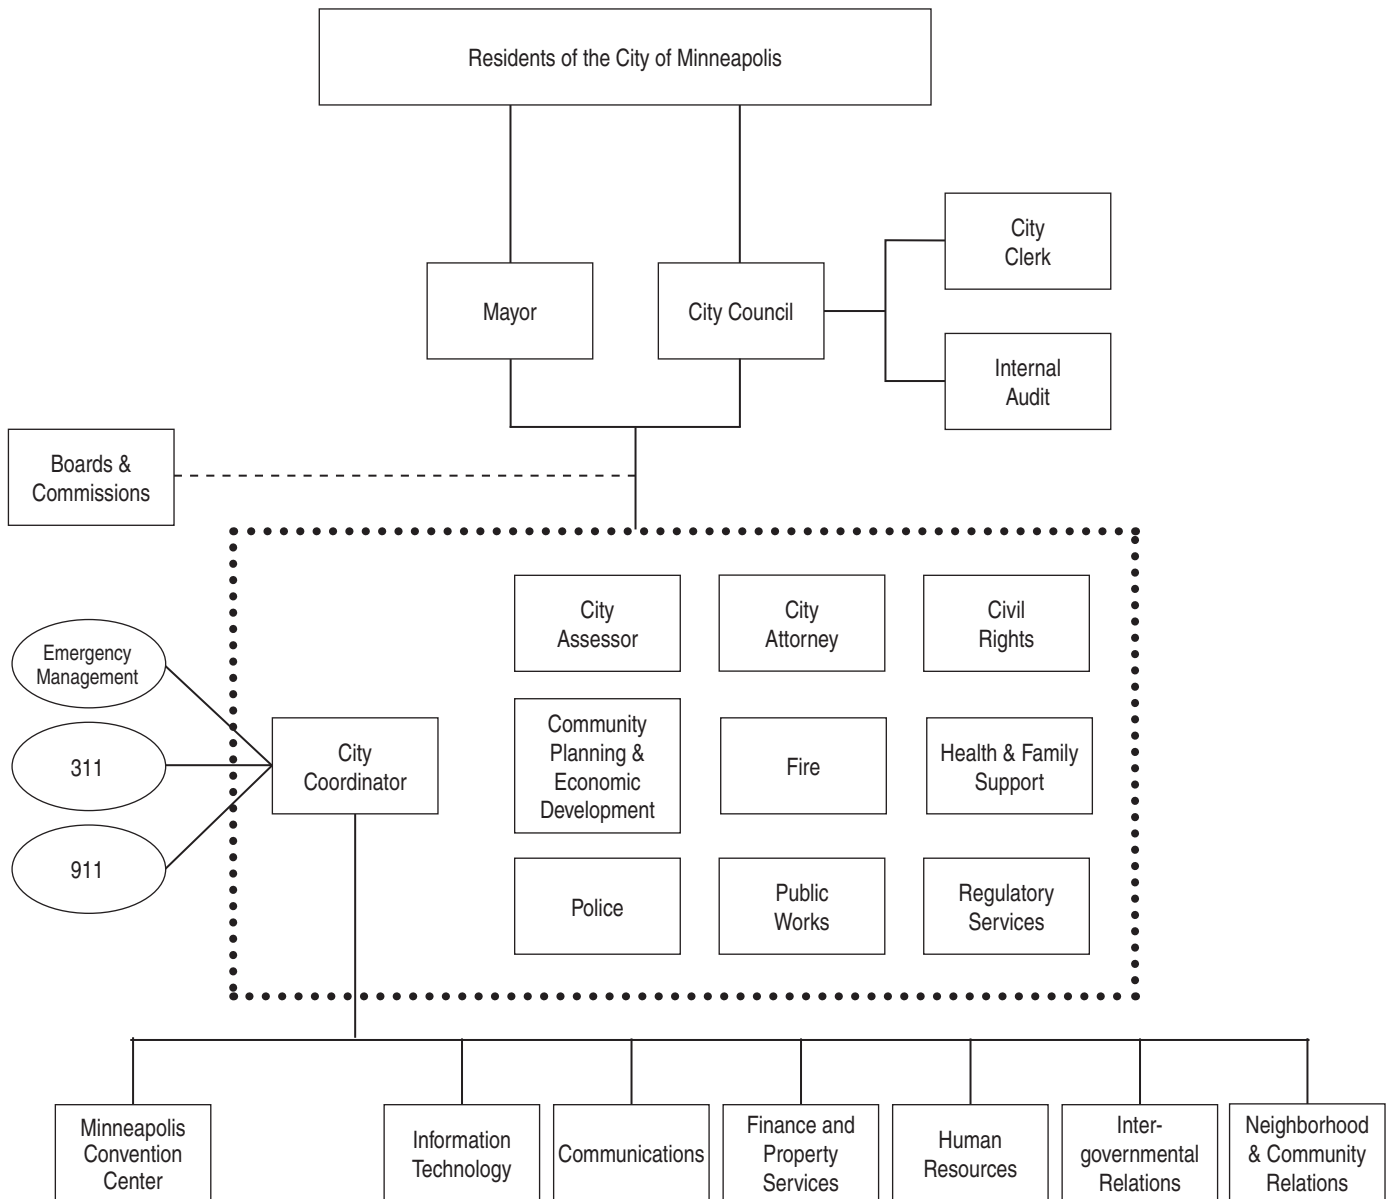 Residents of the City of Minneapolis
City
Clerk
Mayor
City Council
Internal
Audit
Boards &
Commissions
City
Assessor
City
Attorney
Civil
Rights
Emergency
Management
311
911
City
Coordinator
Community
Planning &
Economic
Development
Fire
Health & Family
Support
Police
Public
Works
Regulatory
Services
Minneapolis
Convention
Center
Information
Technology
Communications
Finance and
Property
Services
Human
Resources
Inter-
governmental
Relations
Neighborhood
& Community
Relations